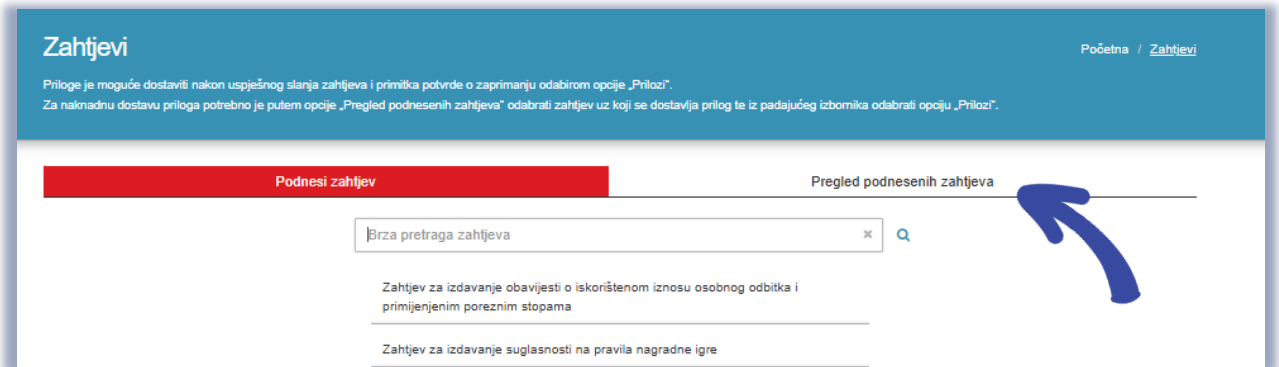 Zahtjevi
Početna / Zahtjevi
Priloge je moguće dostaviti nakon uspješnog slanja zahtjeva i primitka potvrde o zaprimanju odabirom opcije „Prilozi“.
Za naknadnu dostavu priloga potrebno je putem opcije „Pregled podnesenih zahtjeva“ odabrati zahtjev uz koji se dostavlja prilog te iz padajućeg izbornika odabrati opciju „Prilozi“.
Podnesi zahtjev
Pregled podnesenih zahtjeva
Brza pretraga zahtjeva
Zahtjev za izdavanje obavijesti o iskorištenom iznosu osobnog odbitka i
primijenjenim poreznim stopama
Zahtjev za izdavanje suglasnosti na pravila nagradne igre